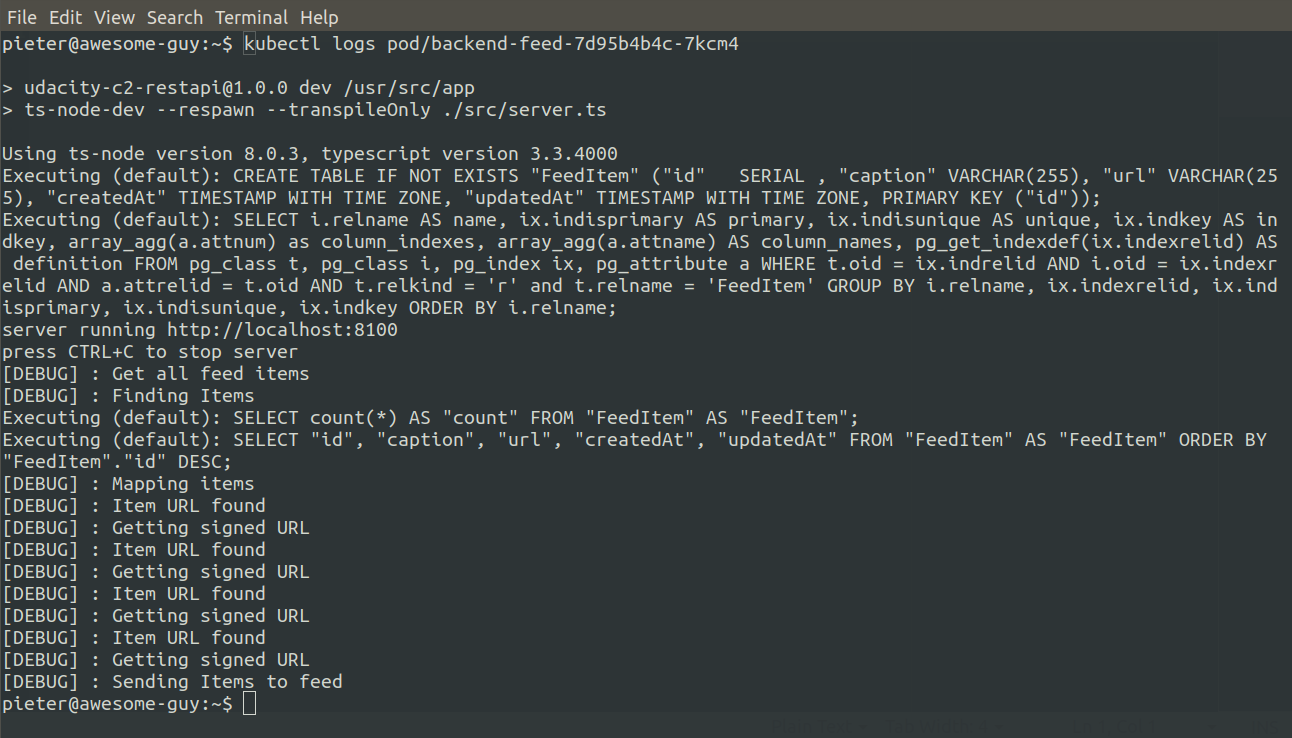 File Edit View Search Terminal Help
pieter@awesome-guy:~$ kubectl logs pod/backend-feed-7d95b4b4c-7kcm4
> udacity-c2-restapi@1.0.0 dev /usr/src/app
> ts-node-dev --respawn --transpileOnly ./src/server.ts
Using ts-node version 8.0.3, typescript version 3.3.4000
Executing (default): CREATE TABLE IF NOT EXISTS "FeedItem" ("id"   SERIAL , "caption" VARCHAR(255), "url" VARCHAR(25
5), "createdAt" TIMESTAMP WITH TIME ZONE, "updatedAt" TIMESTAMP WITH TIME ZONE, PRIMARY KEY ("id"));
Executing (default): SELECT i.relname AS name, ix.indisprimary AS primary, ix.indisunique AS unique, ix.indkey AS in
dkey, array_agg(a.attnum) as column_indexes, array_agg(a.attname) AS column_names, pg_get_indexdef(ix.indexrelid) AS
 definition FROM pg_class t, pg_class i, pg_index ix, pg_attribute a WHERE t.oid = ix.indrelid AND i.oid = ix.indexr
elid AND a.attrelid = t.oid AND t.relkind = 'r' and t.relname = 'FeedItem' GROUP BY i.relname, ix.indexrelid, ix.ind
isprimary, ix.indisunique, ix.indkey ORDER BY i.relname;
server running http://localhost:8100
press CTRL+C to stop server
[DEBUG] : Get all feed items
[DEBUG] : Finding Items
Executing (default): SELECT count(*) AS "count" FROM "FeedItem" AS "FeedItem";
Executing (default): SELECT "id", "caption", "url", "createdAt", "updatedAt" FROM "FeedItem" AS "FeedItem" ORDER BY
"FeedItem"."id" DESC;
[DEBUG] : Mapping items
[DEBUG] : Item URL found
[DEBUG] : Getting signed URL
[DEBUG] : Item URL found
[DEBUG] : Getting signed URL
[DEBUG] : Item URL found
[DEBUG] : Getting signed URL
[DEBUG] : Item URL found
[DEBUG] : Getting signed URL
[DEBUG] : Sending Items to feed
pieter@awesome-guy:~$